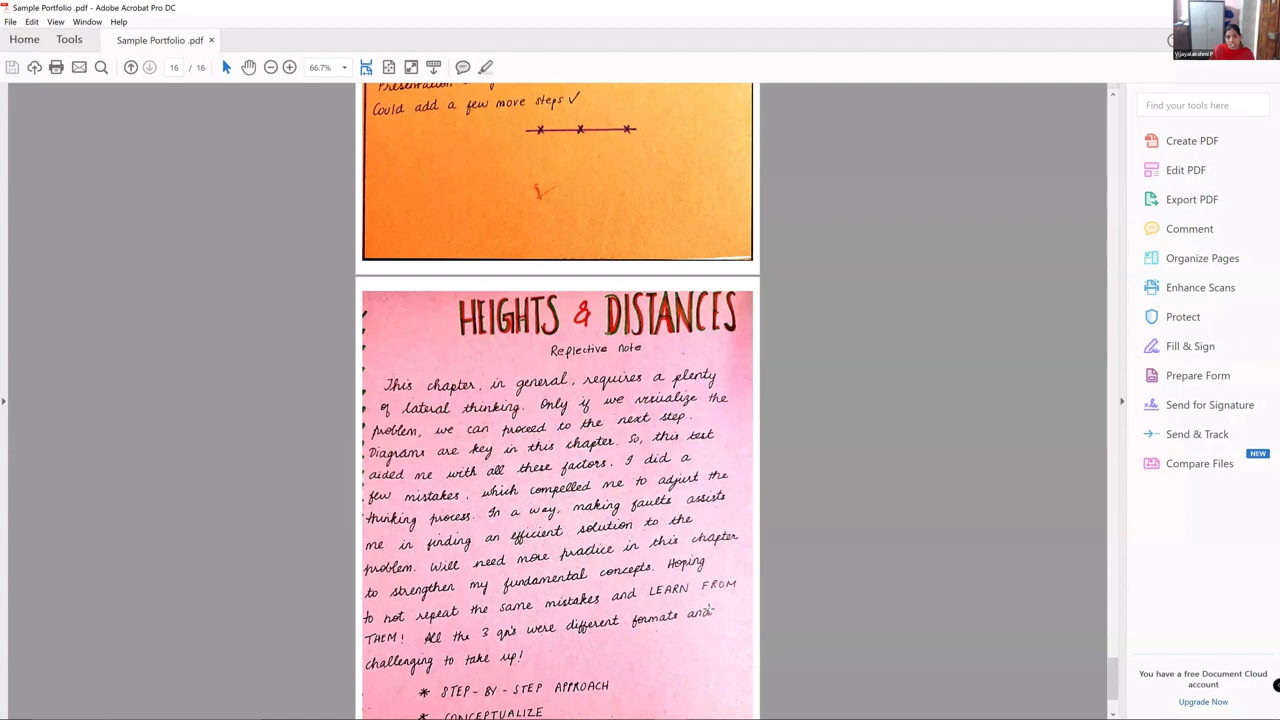 Sample Portfolio .pdf - Adobe Acrobat Pro DC
File Edit View Window Help
Home Tools Sample Portfolio .pdf ×
16 / 16 66.7%
Vijayalakshmi P
Find your tools here
Create PDF
Edit PDF
Export PDF
Comment
Organize Pages
Enhance Scans
Protect
Fill & Sign
Prepare Form
Send for Signature
Send & Track
NEW
Compare Files
You have a free Document Cloud
account
Upgrade Now
Presentation
Could add a few more steps ✓
HEIGHTS & DISTANCES
Reflective note
This chapter, in general, requires a plenty
of lateral thinking. Only if we visualize the
problem, we can proceed to the next step.
Diagrams are key in this chapter. So, this test
aided me with all these factors. I did a
few mistakes, which compelled me to adjust the
thinking process. In a way, making faults assists
me in finding an efficient solution to the
problem. Will need more practice in this chapter
to strengthen my fundamental concepts. Hoping
to not repeat the same mistakes and LEARN FROM
THEM! All the 3 qn's were different formats and
challenging to take up!
* STEP-BY-STEP APPROACH
* CONCEPTUALIZE